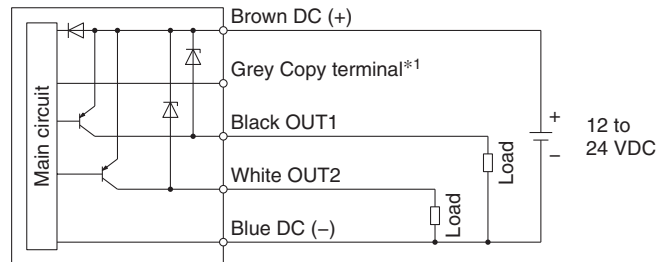 Brown DC (+)
Grey Copy terminal*1
Black OUT1
White OUT2
Blue DC (−)
Main circuit
Load
Load
+
−
12 to
24 VDC